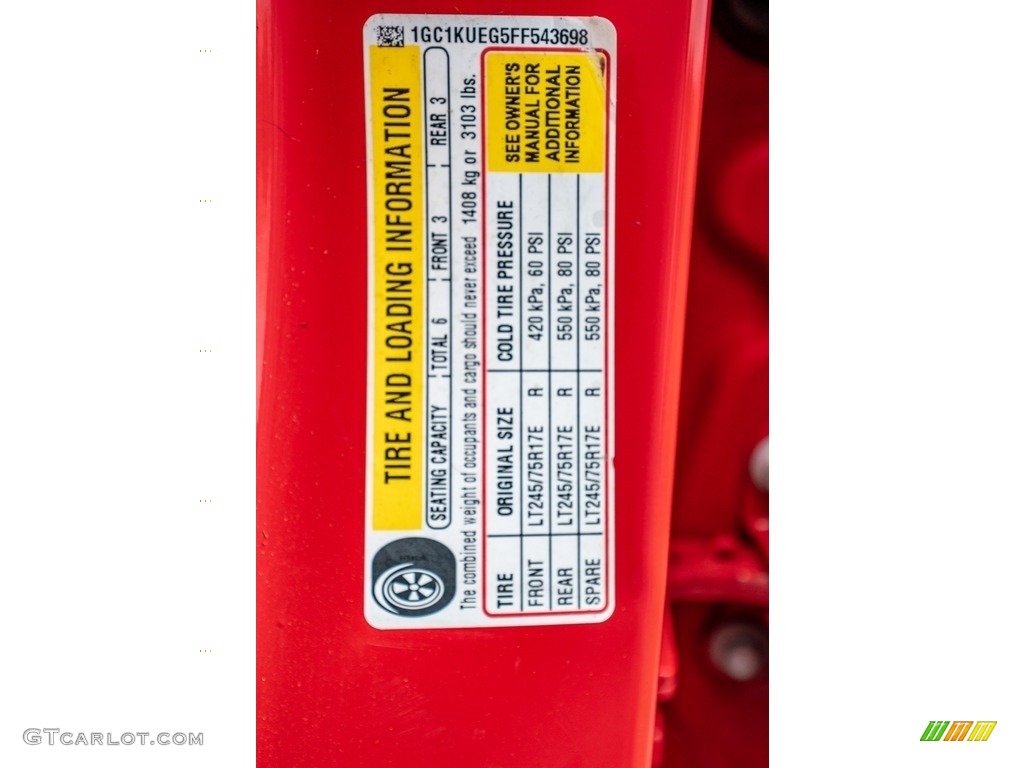 1GC1KUEG5FF543698
TIRE AND LOADING INFORMATION
SEATING CAPACITY TOTAL 6 FRONT 3 REAR 3
The combined weight of occupants and cargo should never exceed 1408 kg or 3103 lbs.
TIRE ORIGINAL SIZE COLD TIRE PRESSURE
FRONT LT245/75R17E R 420 kPa, 60 PSI
REAR LT245/75R17E R 550 kPa, 80 PSI
SPARE LT245/75R17E R 550 kPa, 80 PSI
SEE OWNER'S
MANUAL FOR
ADDITIONAL
INFORMATION
GTCARLOT.COM